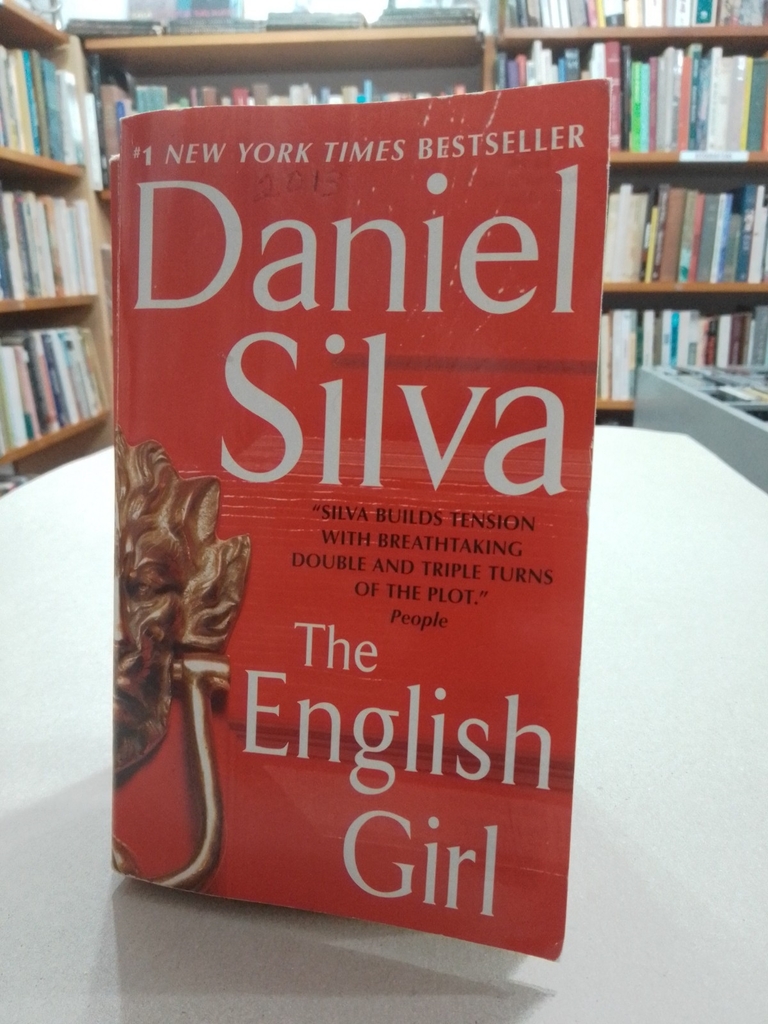 #1 NEW YORK TIMES BESTSELLER
2013
Daniel
Silva
“SILVA BUILDS TENSION
WITH BREATHTAKING
DOUBLE AND TRIPLE TURNS
OF THE PLOT.”
People
The
English
Girl